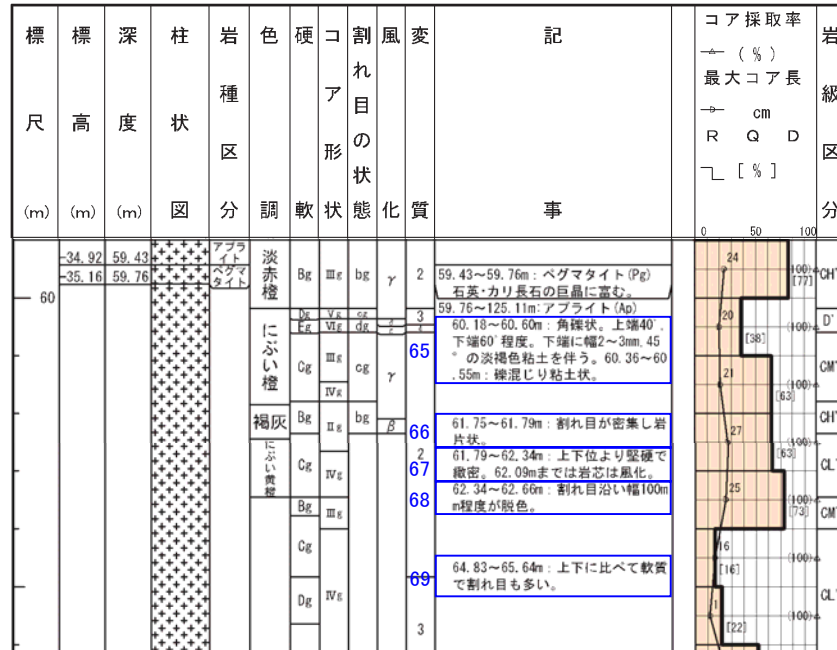 標尺(m)
標高(m)
深度(m)
柱状図
岩種区分
色調
硬軟
コア形状
割れ目の状態
風化
変質
記事
コア採取率
(%)
最大コア長
cm
RQD
[%]
岩級区分
0 50 100
60
-34.92 59.43
-35.16 59.76
アプライト
ペグマタイト
淡赤橙
にぶい橙
褐灰
にぶい黄橙
Bg
Dg
Eg
Cg
Bg
Cg
Bg
Cg
Dg
Ⅲg
Ⅴg
Ⅵg
Ⅲg
Ⅳg
Ⅱg
Ⅳg
Ⅲg
Ⅳg
bg
cg
dg
cg
bg
γ
γ
β
2
3
2
3
59.43~59.76m:ペグマタイト(Pg)
石英・カリ長石の巨晶に富む。
59.76~125.11m:アプライト(Ap)
65
60.18~60.60m:角礫状。上端40°,
下端60°程度。下端に幅2~3mm,45
°の淡褐色粘土を伴う。60.36~60
.55m:礫混じり粘土状。
66
61.75~61.79m:割れ目が密集し岩
片状。
67
61.79~62.34m:上下位より堅硬で
緻密。62.09mまでは岩芯は風化。
68
62.34~62.66m:割れ目沿い幅100m
m程度が脱色。
69
64.83~65.64m:上下に比べて軟質
で割れ目も多い。
24
(100)
[77]
20
(100)
[38]
21
(100)
[63]
27
(100)
[63]
25
(100)
[73]
16
(100)
[16]
1
(100)
[22]
CH'
D'
CM'
CH'
CL'
CM'
CL'